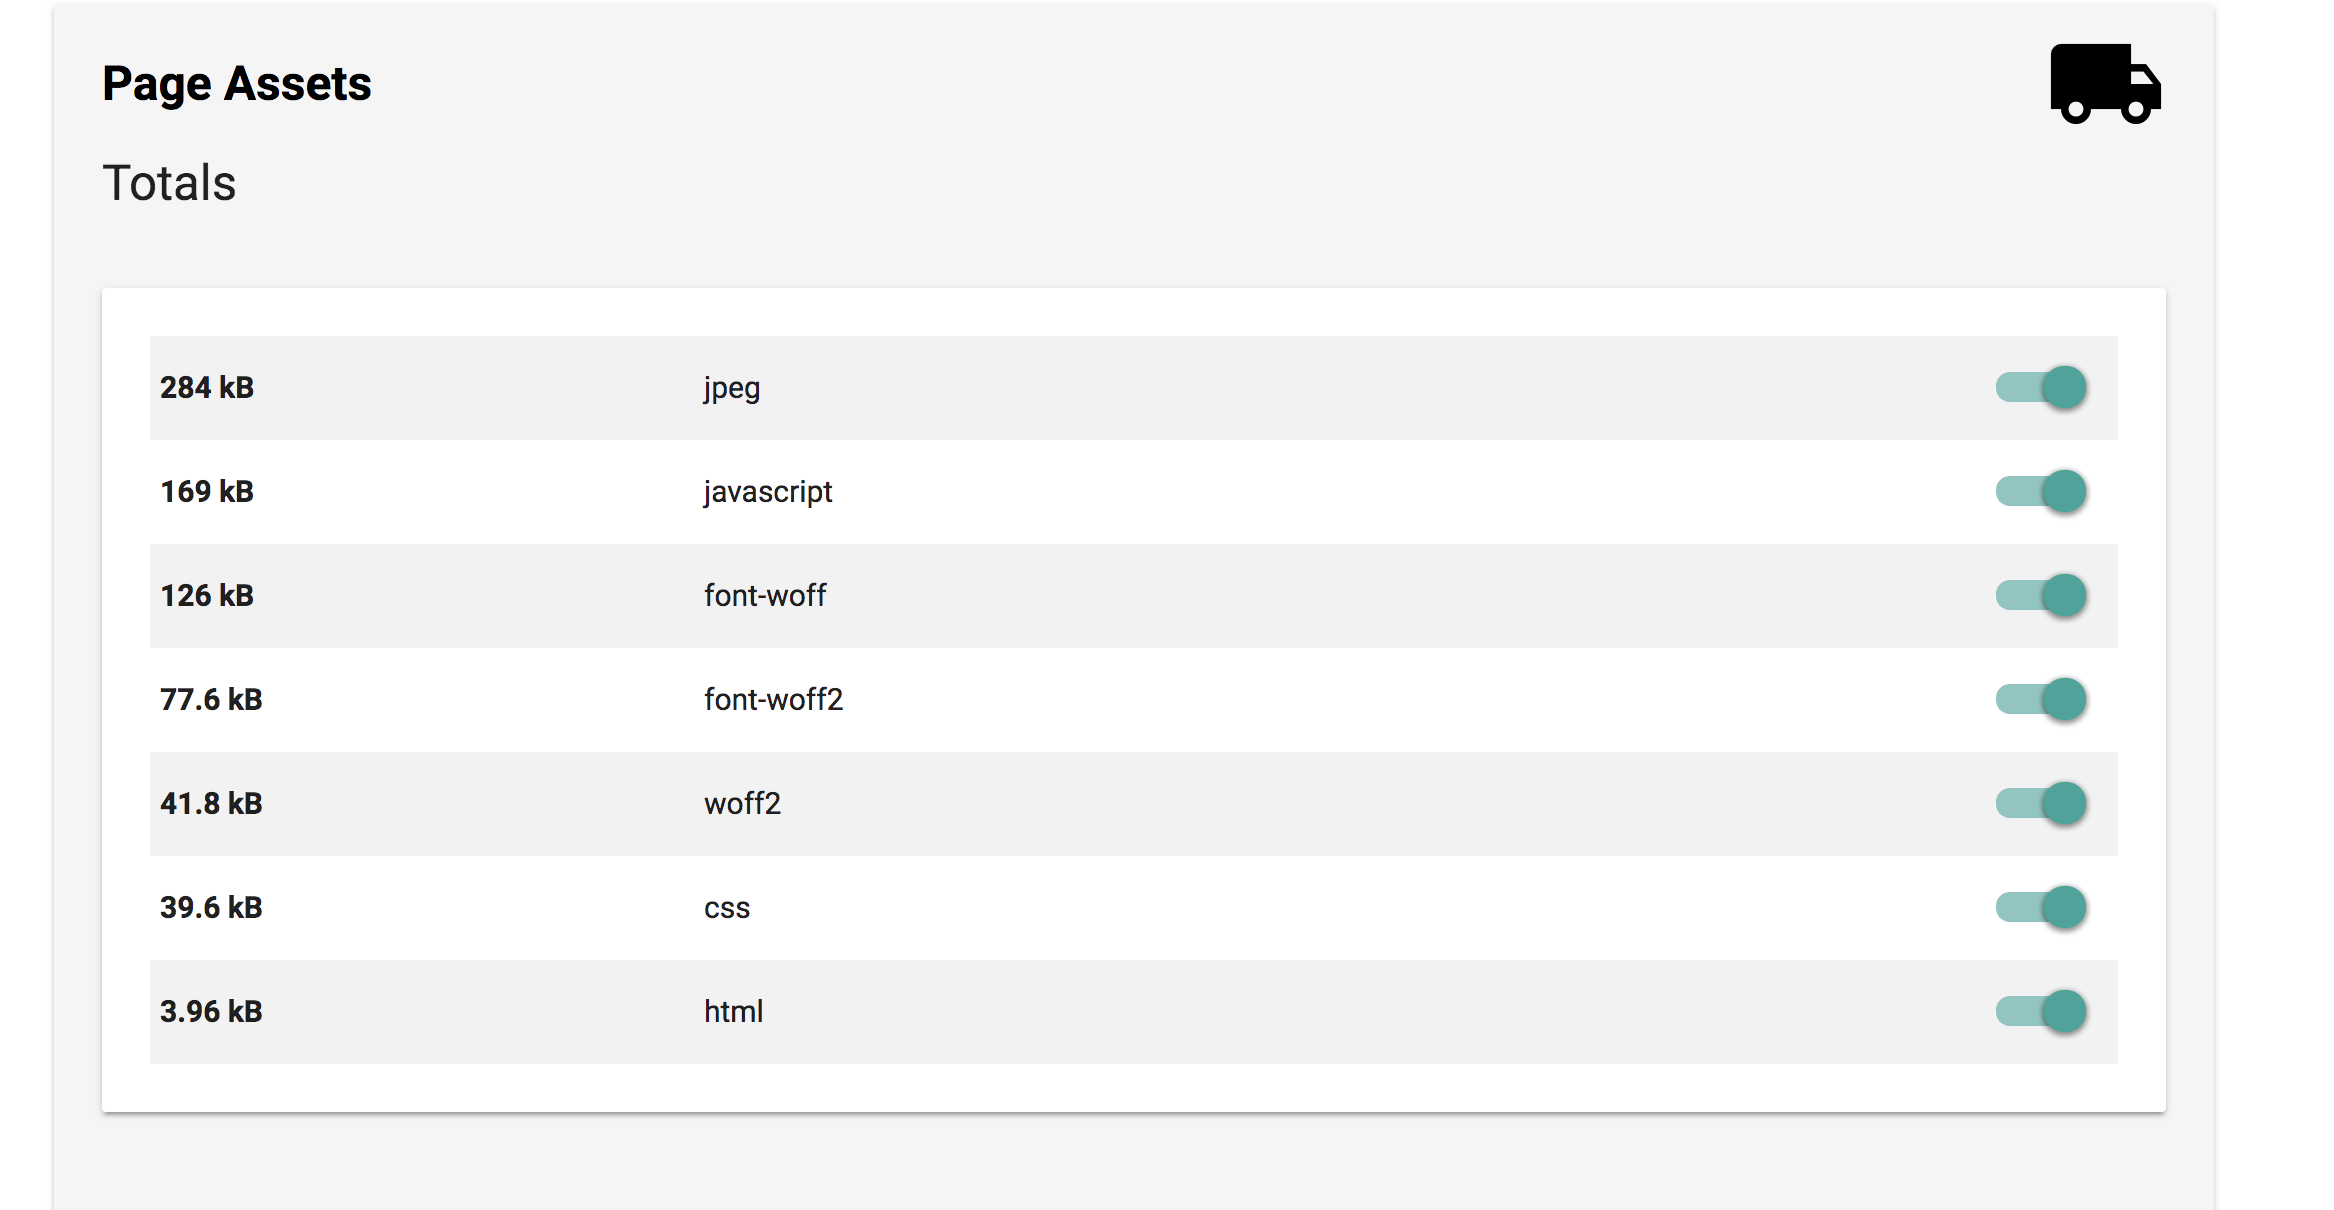 Page Assets
Totals
284 kB jpeg
169 kB javascript
126 kB font-woff
77.6 kB font-woff2
41.8 kB woff2
39.6 kB css
3.96 kB html